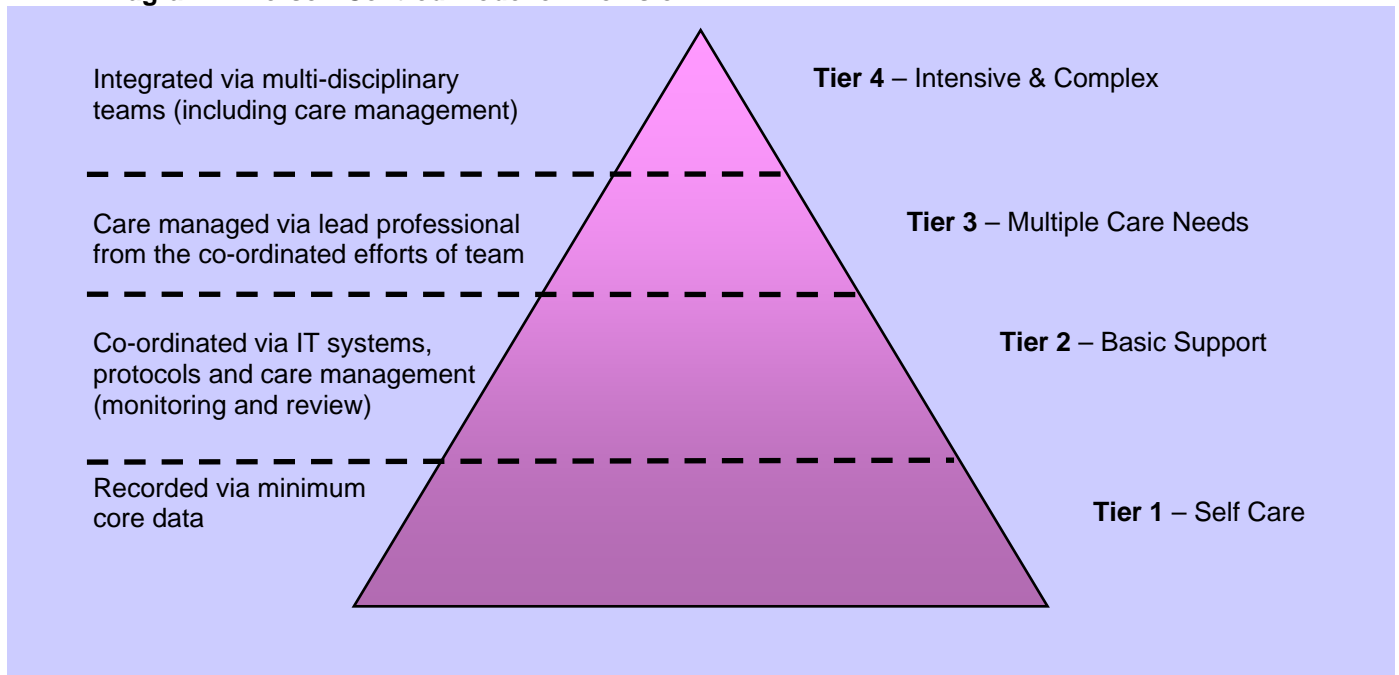 Integrated via multi-disciplinary
teams (including care management)
Tier 4 – Intensive & Complex
Care managed via lead professional
from the co-ordinated efforts of team
Tier 3 – Multiple Care Needs
Co-ordinated via IT systems,
protocols and care management
(monitoring and review)
Tier 2 – Basic Support
Recorded via minimum
core data
Tier 1 – Self Care